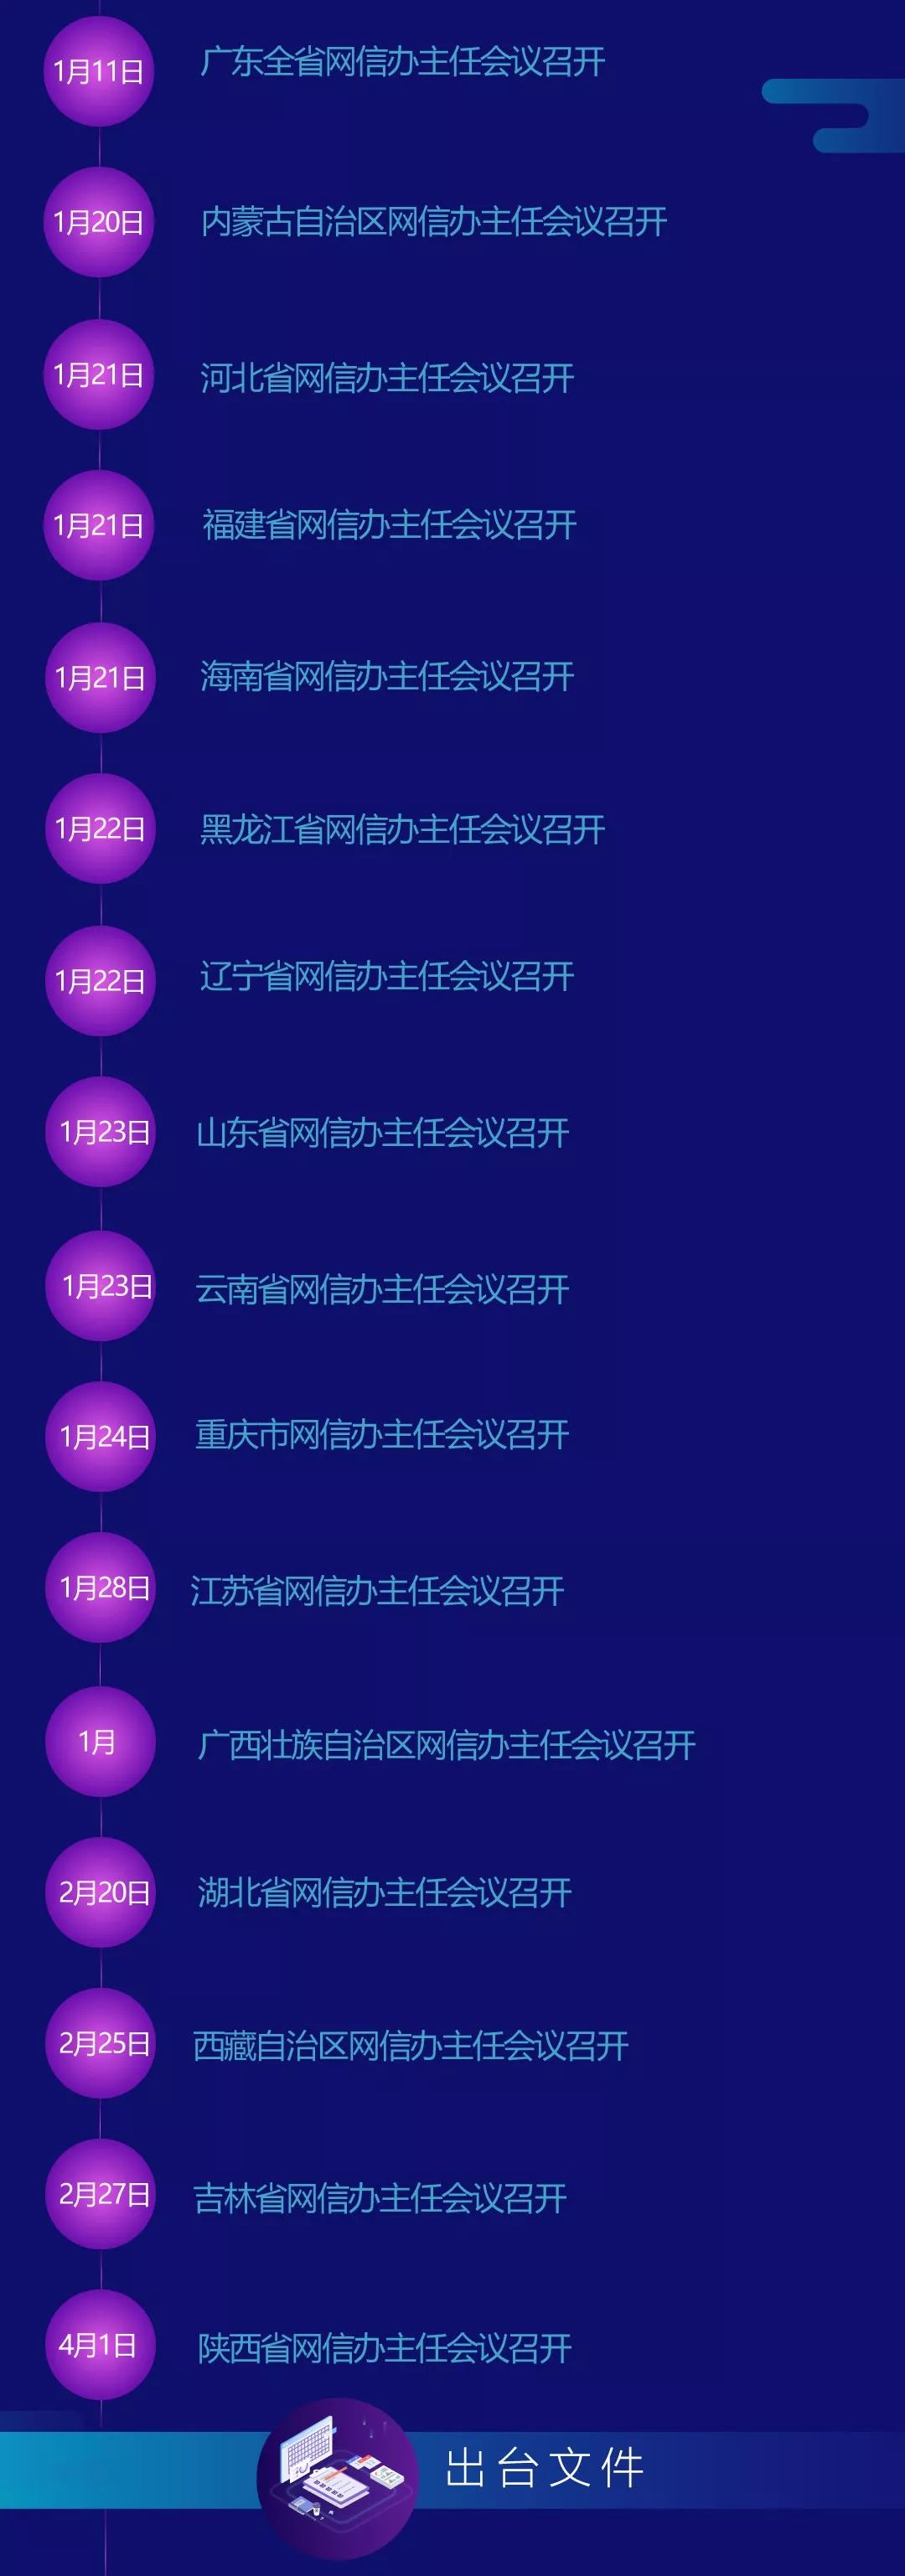 1月11日
广东全省网信办主任会议召开
1月20日
内蒙古自治区网信办主任会议召开
1月21日
河北省网信办主任会议召开
1月21日
福建省网信办主任会议召开
1月21日
海南省网信办主任会议召开
1月22日
黑龙江省网信办主任会议召开
1月22日
辽宁省网信办主任会议召开
1月23日
山东省网信办主任会议召开
1月23日
云南省网信办主任会议召开
1月24日
重庆市网信办主任会议召开
1月28日
江苏省网信办主任会议召开
1月
广西壮族自治区网信办主任会议召开
2月20日
湖北省网信办主任会议召开
2月25日
西藏自治区网信办主任会议召开
2月27日
吉林省网信办主任会议召开
4月1日
陕西省网信办主任会议召开
出台文件